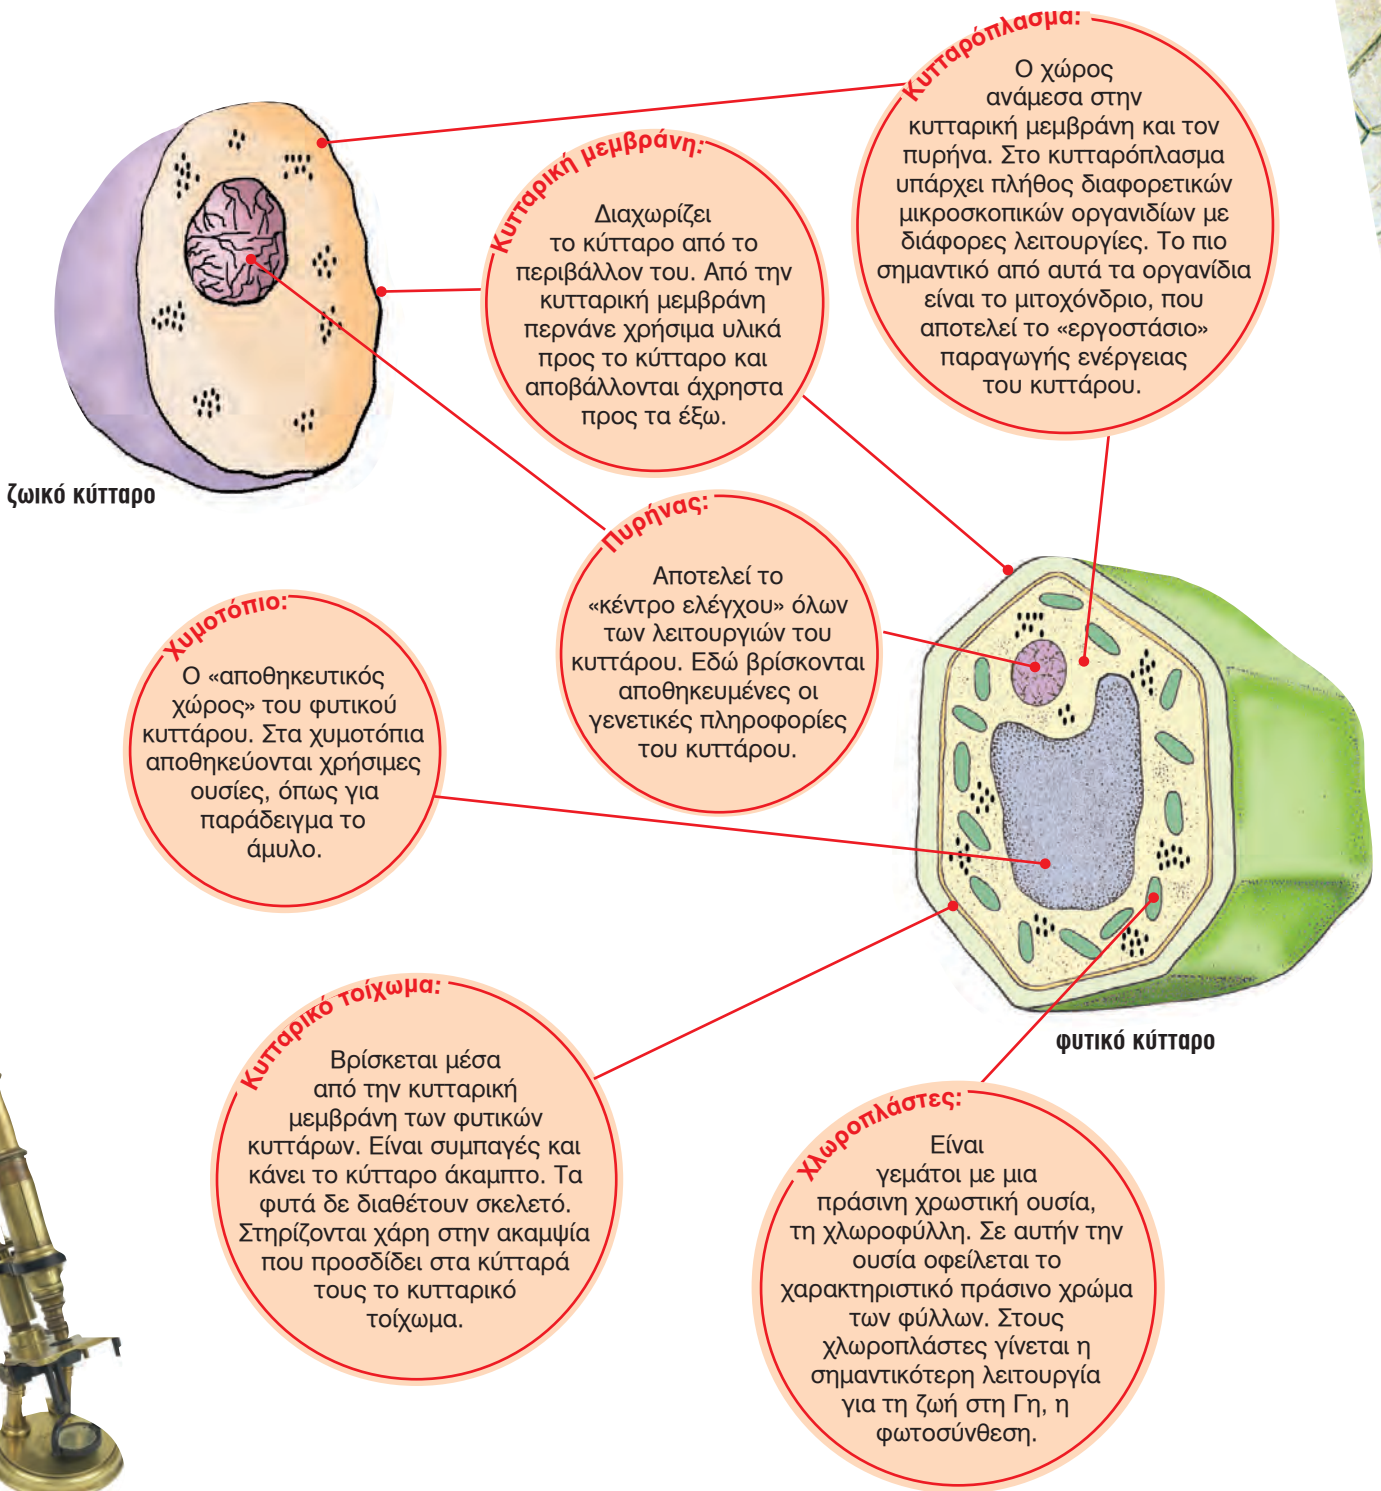 Κυτταρόπλασμα:
Ο χώρος
ανάμεσα στην
κυτταρική μεμβράνη και τον
πυρήνα. Στο κυτταρόπλασμα
υπάρχει πλήθος διαφορετικών
μικροσκοπικών οργανιδίων με
διάφορες λειτουργίες. Το πιο
σημαντικό από αυτά τα οργανίδια
είναι το μιτοχόνδριο, που
αποτελεί το «εργοστάσιο»
παραγωγής ενέργειας
του κυττάρου.
Κυτταρική μεμβράνη:
Διαχωρίζει
το κύτταρο από το
περιβάλλον του. Από την
κυτταρική μεμβράνη
περνάνε χρήσιμα υλικά
προς το κύτταρο και
αποβάλλονται άχρηστα
προς τα έξω.
ζωικό κύτταρο
Πυρήνας:
Αποτελεί το
«κέντρο ελέγχου» όλων
των λειτουργιών του
κυττάρου. Εδώ βρίσκονται
αποθηκευμένες οι
γενετικές πληροφορίες
του κυττάρου.
Χυμοτόπιο:
Ο «αποθηκευτικός
χώρος» του φυτικού
κυττάρου. Στα χυμοτόπια
αποθηκεύονται χρήσιμες
ουσίες, όπως για
παράδειγμα το
άμυλο.
φυτικό κύτταρο
Κυτταρικό τοίχωμα:
Βρίσκεται μέσα
από την κυτταρική
μεμβράνη των φυτικών
κυττάρων. Είναι συμπαγές και
κάνει το κύτταρο άκαμπτο. Τα
φυτά δε διαθέτουν σκελετό.
Στηρίζονται χάρη στην ακαμψία
που προσδίδει στα κύτταρά
τους το κυτταρικό
τοίχωμα.
Χλωροπλάστες:
Είναι
γεμάτοι με μια
πράσινη χρωστική ουσία,
τη χλωροφύλλη. Σε αυτήν την
ουσία οφείλεται το
χαρακτηριστικό πράσινο χρώμα
των φύλλων. Στους
χλωροπλάστες γίνεται η
σημαντικότερη λειτουργία
για τη ζωή στη Γη, η
φωτοσύνθεση.